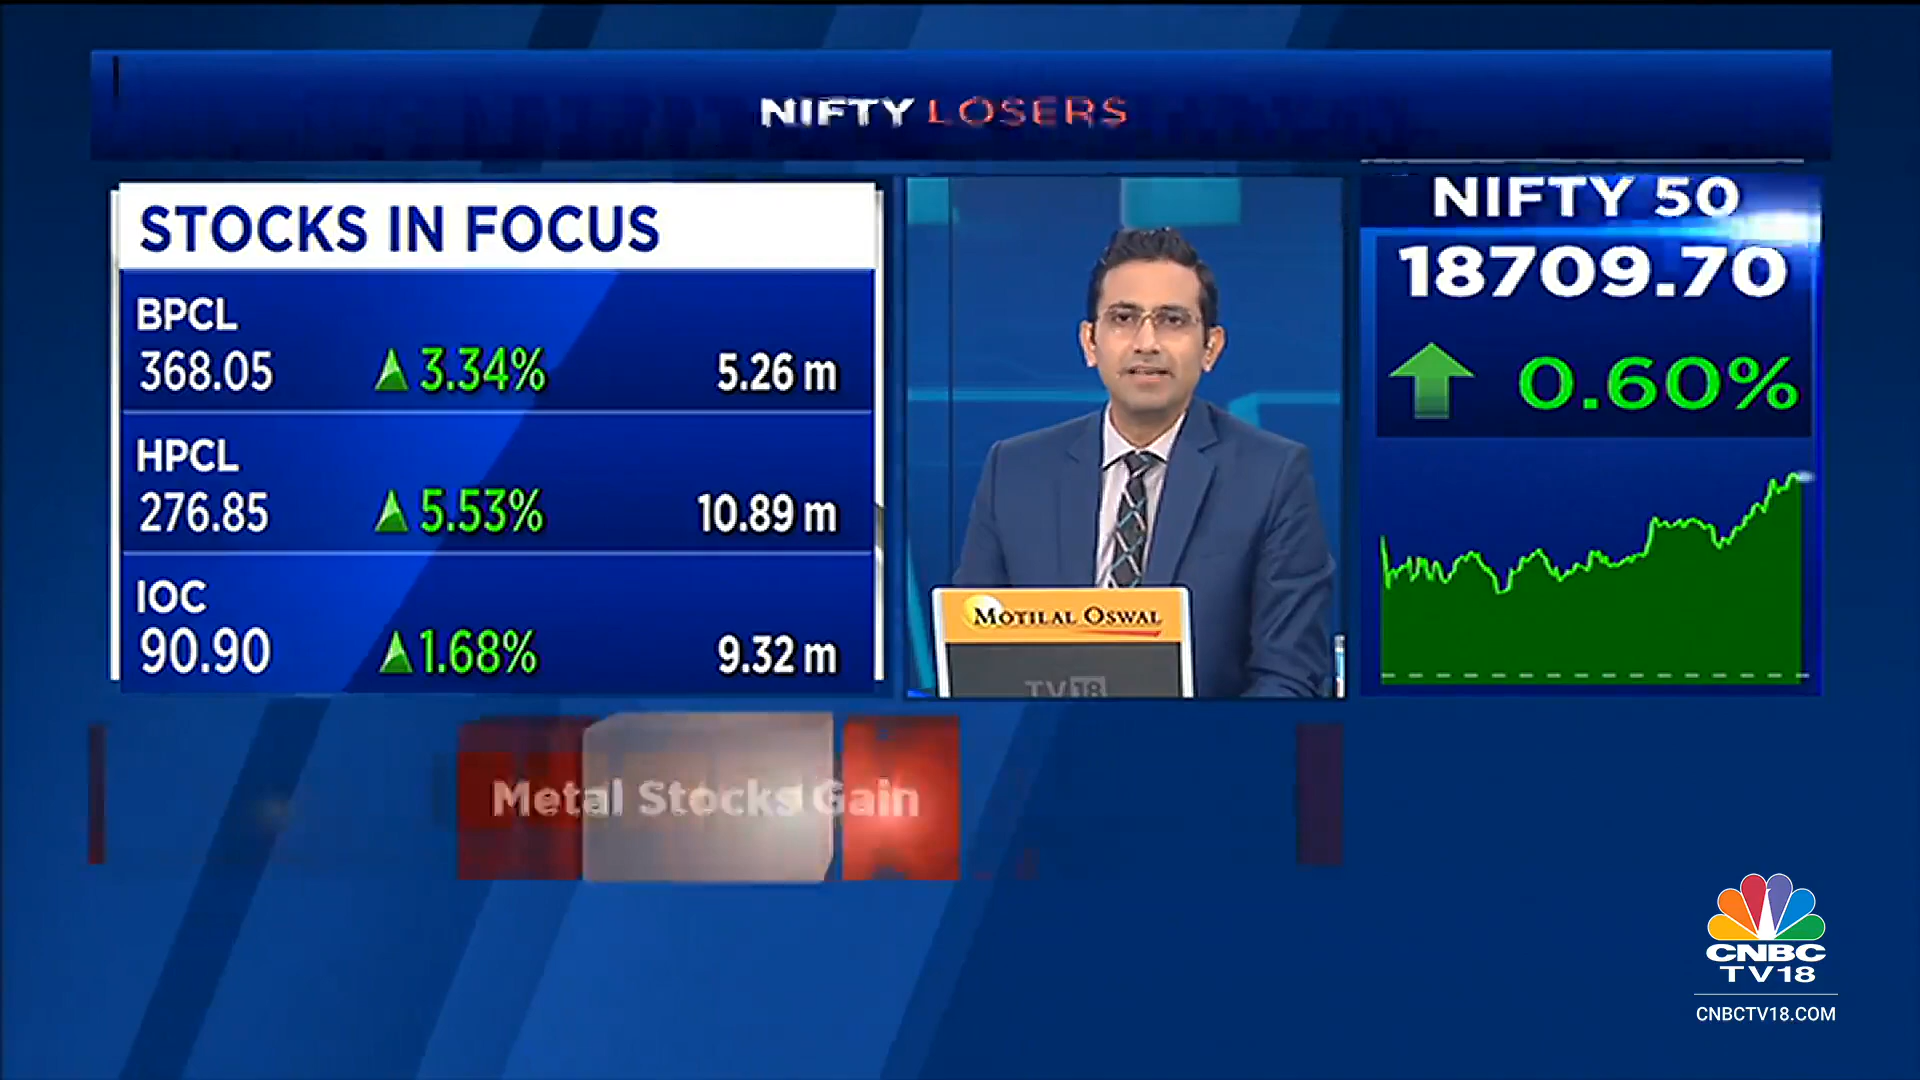 NIFTY LOSERS
STOCKS IN FOCUS
BPCL
368.05 3.34% 5.26 m
HPCL
276.85 5.53% 10.89 m
IOC
90.90 1.68% 9.32 m
MOTILAL OSWAL
TV18
NIFTY 50
18709.70
0.60%
Metal Stocks Gain
CNBC
TV18
CNBCTV18.COM